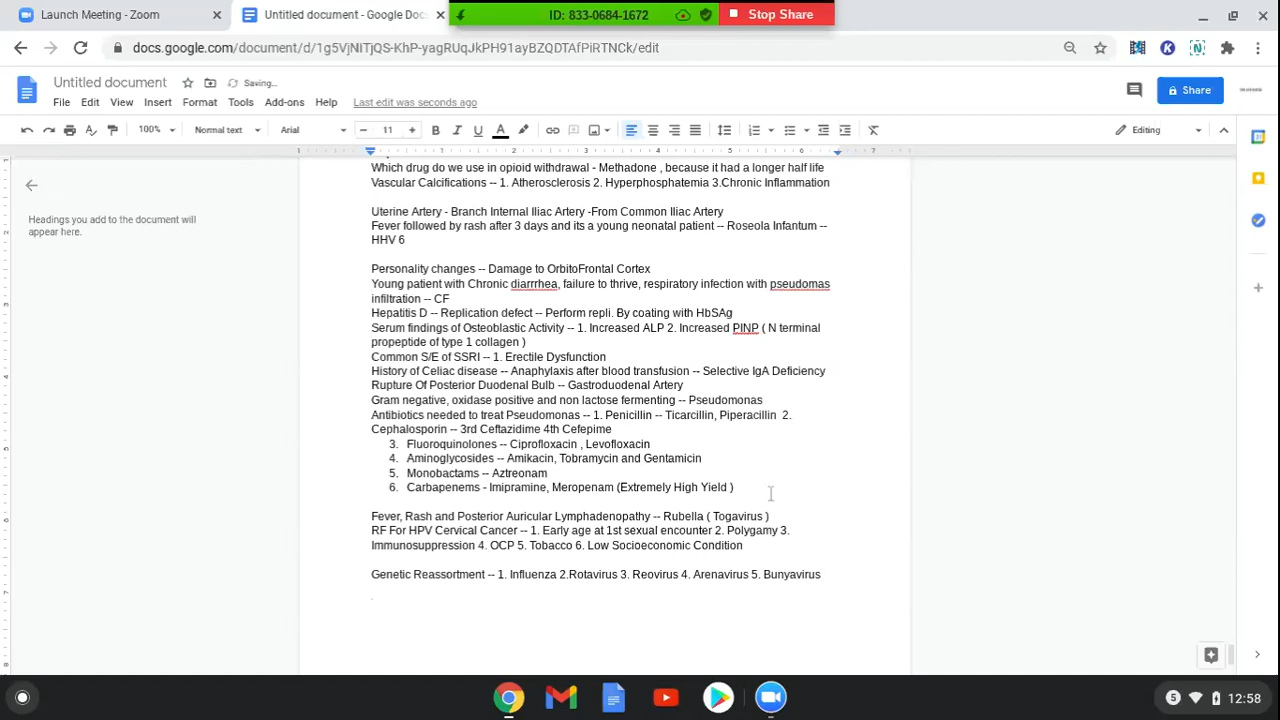 Launch Meeting - Zoom
Untitled document - Google Docs
ID: 833-0684-1672
Stop Share
docs.google.com/document/d/1g5VjNITjQS-KhP-yagRUqJkPH91ayBZQDTAfPiRTNCk/edit
Untitled document
Saving...
File Edit View Insert Format Tools Add-ons Help Last edit was seconds ago
Share
100% Normal text Arial 11 Editing
1 1 2 3 4 5 6 7
Headings you add to the document will
appear here.
Which drug do we use in opioid withdrawal - Methadone , because it had a longer half life
Vascular Calcifications -- 1. Atherosclerosis 2. Hyperphosphatemia 3.Chronic Inflammation
Uterine Artery - Branch Internal Iliac Artery -From Common Iliac Artery
Fever followed by rash after 3 days and its a young neonatal patient -- Roseola Infantum --
HHV 6
Personality changes -- Damage to OrbitoFrontal Cortex
Young patient with Chronic diarrrhea, failure to thrive, respiratory infection with pseudomas
infiltration -- CF
Hepatitis D -- Replication defect -- Perform repli. By coating with HbSAg
Serum findings of Osteoblastic Activity -- 1. Increased ALP 2. Increased PINP ( N terminal
propeptide of type 1 collagen )
Common S/E of SSRI -- 1. Erectile Dysfunction
History of Celiac disease -- Anaphylaxis after blood transfusion -- Selective IgA Deficiency
Rupture Of Posterior Duodenal Bulb -- Gastroduodenal Artery
Gram negative, oxidase positive and non lactose fermenting -- Pseudomonas
Antibiotics needed to treat Pseudomonas -- 1. Penicillin -- Ticarcillin, Piperacillin 2.
Cephalosporin -- 3rd Ceftazidime 4th Cefepime
3. Fluoroquinolones -- Ciprofloxacin , Levofloxacin
4. Aminoglycosides -- Amikacin, Tobramycin and Gentamicin
5. Monobactams -- Aztreonam
6. Carbapenems - Imipramine, Meropenam (Extremely High Yield )
Fever, Rash and Posterior Auricular Lymphadenopathy -- Rubella ( Togavirus )
RF For HPV Cervical Cancer -- 1. Early age at 1st sexual encounter 2. Polygamy 3.
Immunosuppression 4. OCP 5. Tobacco 6. Low Socioeconomic Condition
Genetic Reassortment -- 1. Influenza 2.Rotavirus 3. Reovirus 4. Arenavirus 5. Bunyavirus
5 12:58